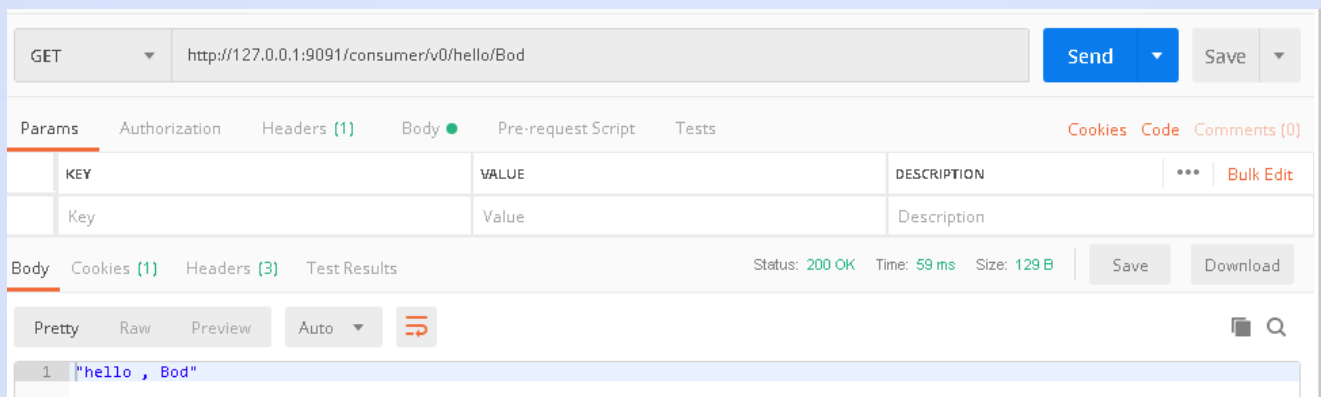 GET http://127.0.0.1:9091/consumer/v0/hello/Bod Send Save
Params Authorization Headers (1) Body Pre-request Script Tests Cookies Code Comments (0)
KEY VALUE DESCRIPTION ••• Bulk Edit
Key Value Description
Body Cookies (1) Headers (3) Test Results Status: 200 OK Time: 59 ms Size: 129 B Save Download
Pretty Raw Preview Auto
1 "hello , Bod"